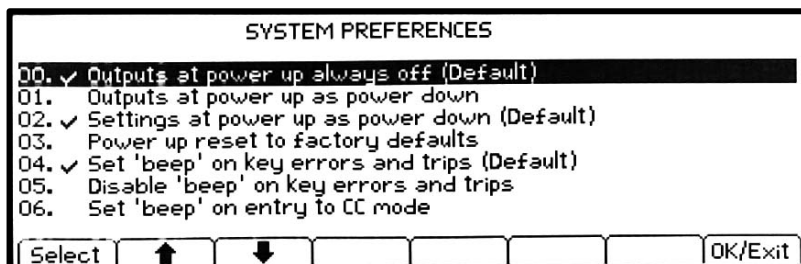 SYSTEM PREFERENCES
00. ✓ Outputs at power up always off (Default)
01. Outputs at power up as power down
02. ✓ Settings at power up as power down (Default)
03. Power up reset to factory defaults
04. ✓ Set 'beep' on key errors and trips (Default)
05. Disable 'beep' on key errors and trips
06. Set 'beep' on entry to CC mode
Select ⬆ ⬇ OK/Exit